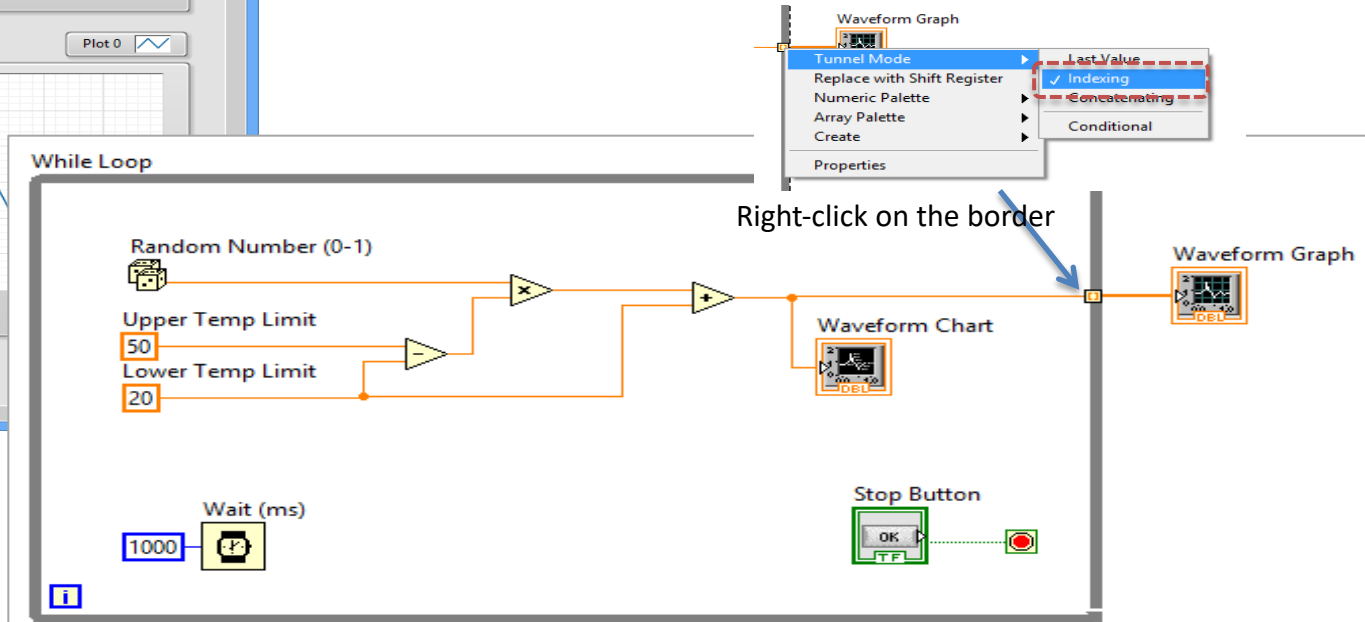 Plot 0
Waveform Graph
Tunnel Mode
Replace with Shift Register
Numeric Palette
Array Palette
Create
Properties
Last Value
Indexing
Concatenating
Conditional
While Loop
Right-click on the border
Random Number (0-1)
Waveform Graph
DBL
Upper Temp Limit
50
Waveform Chart
DBL
Lower Temp Limit
20
Wait (ms)
1000
Stop Button
OK
TF
i